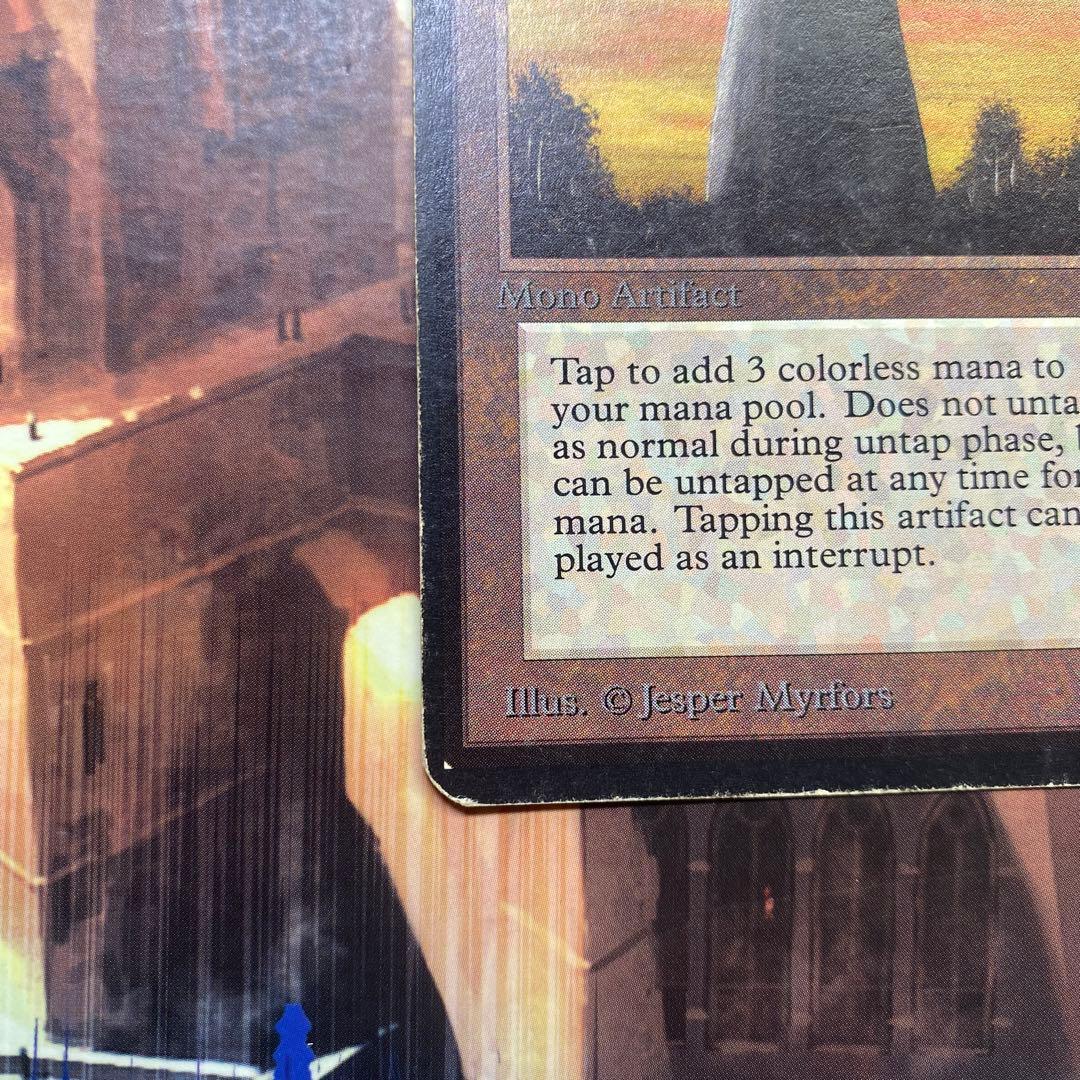 Mono Artifact
Tap to add 3 colorless mana to
your mana pool. Does not unta
as normal during untap phase,
can be untapped at any time for
mana. Tapping this artifact can
played as an interrupt.
Illus. © Jesper Myrfors